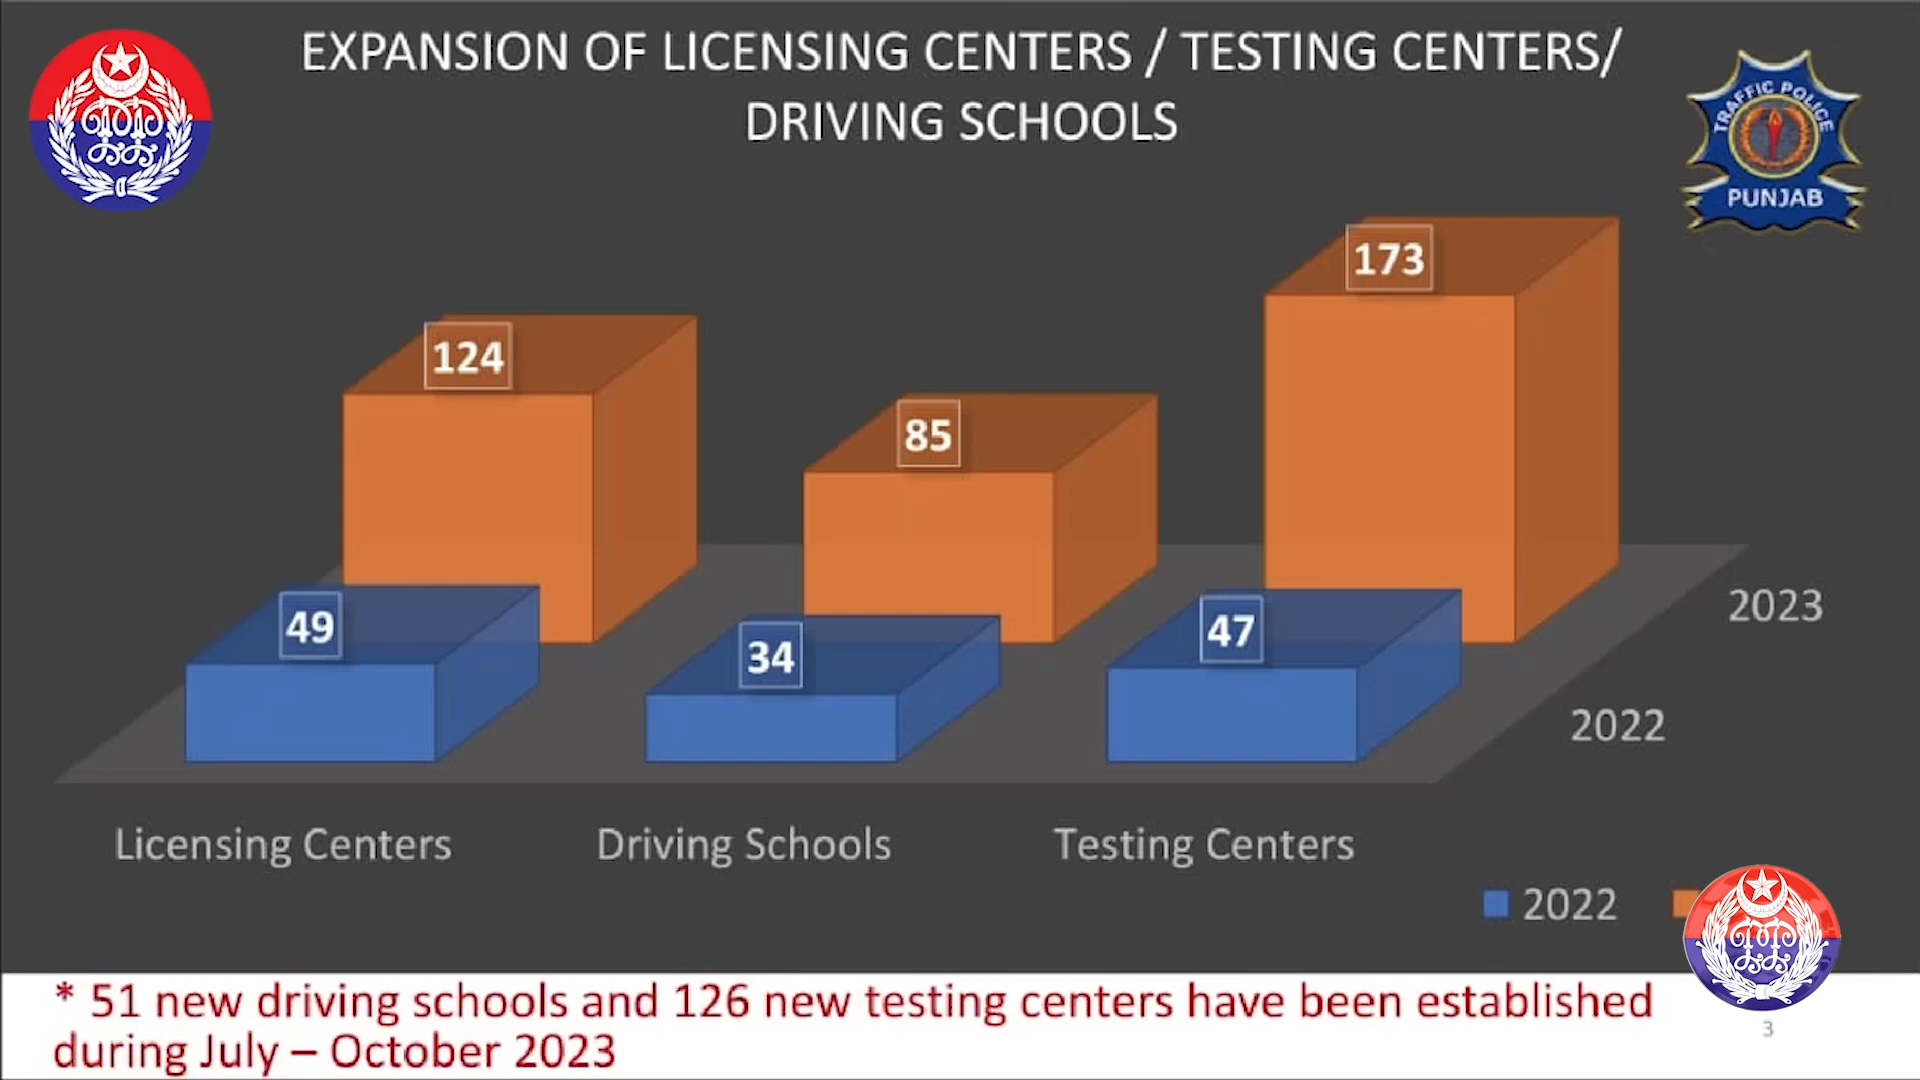 EXPANSION OF LICENSING CENTERS / TESTING CENTERS/
DRIVING SCHOOLS
TRAFFIC POLICE
PUNJAB
173
124
85
49
34
47
2023
2022
Licensing Centers
Driving Schools
Testing Centers
2022
* 51 new driving schools and 126 new testing centers have been established
during July – October 2023
3